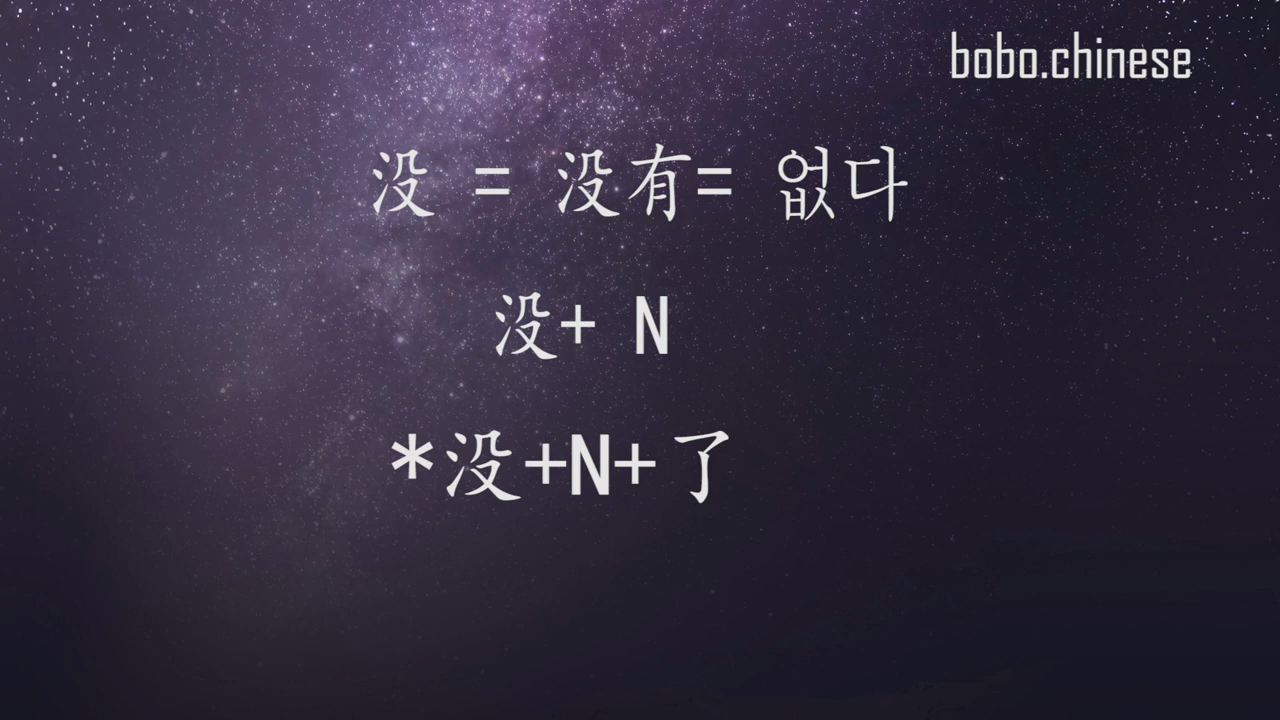 bobo.chinese
没 = 没有= 없다
没+ N
*没+N+了